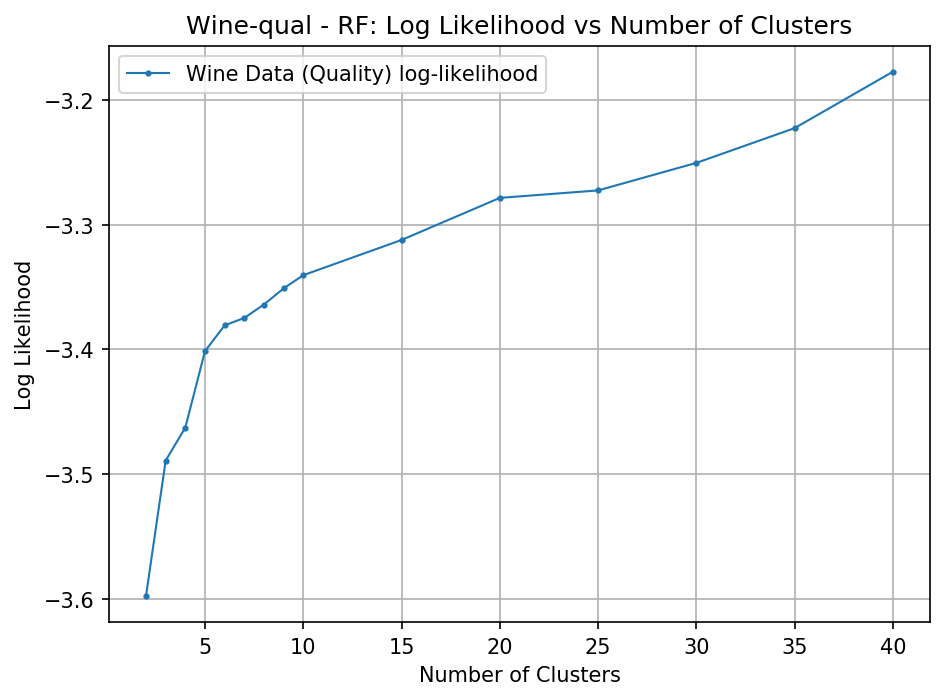 Wine-qual - RF: Log Likelihood vs Number of Clusters
Wine Data (Quality) log-likelihood
Log Likelihood
−3.2
−3.3
−3.4
−3.5
−3.6
5 10 15 20 25 30 35 40
Number of Clusters